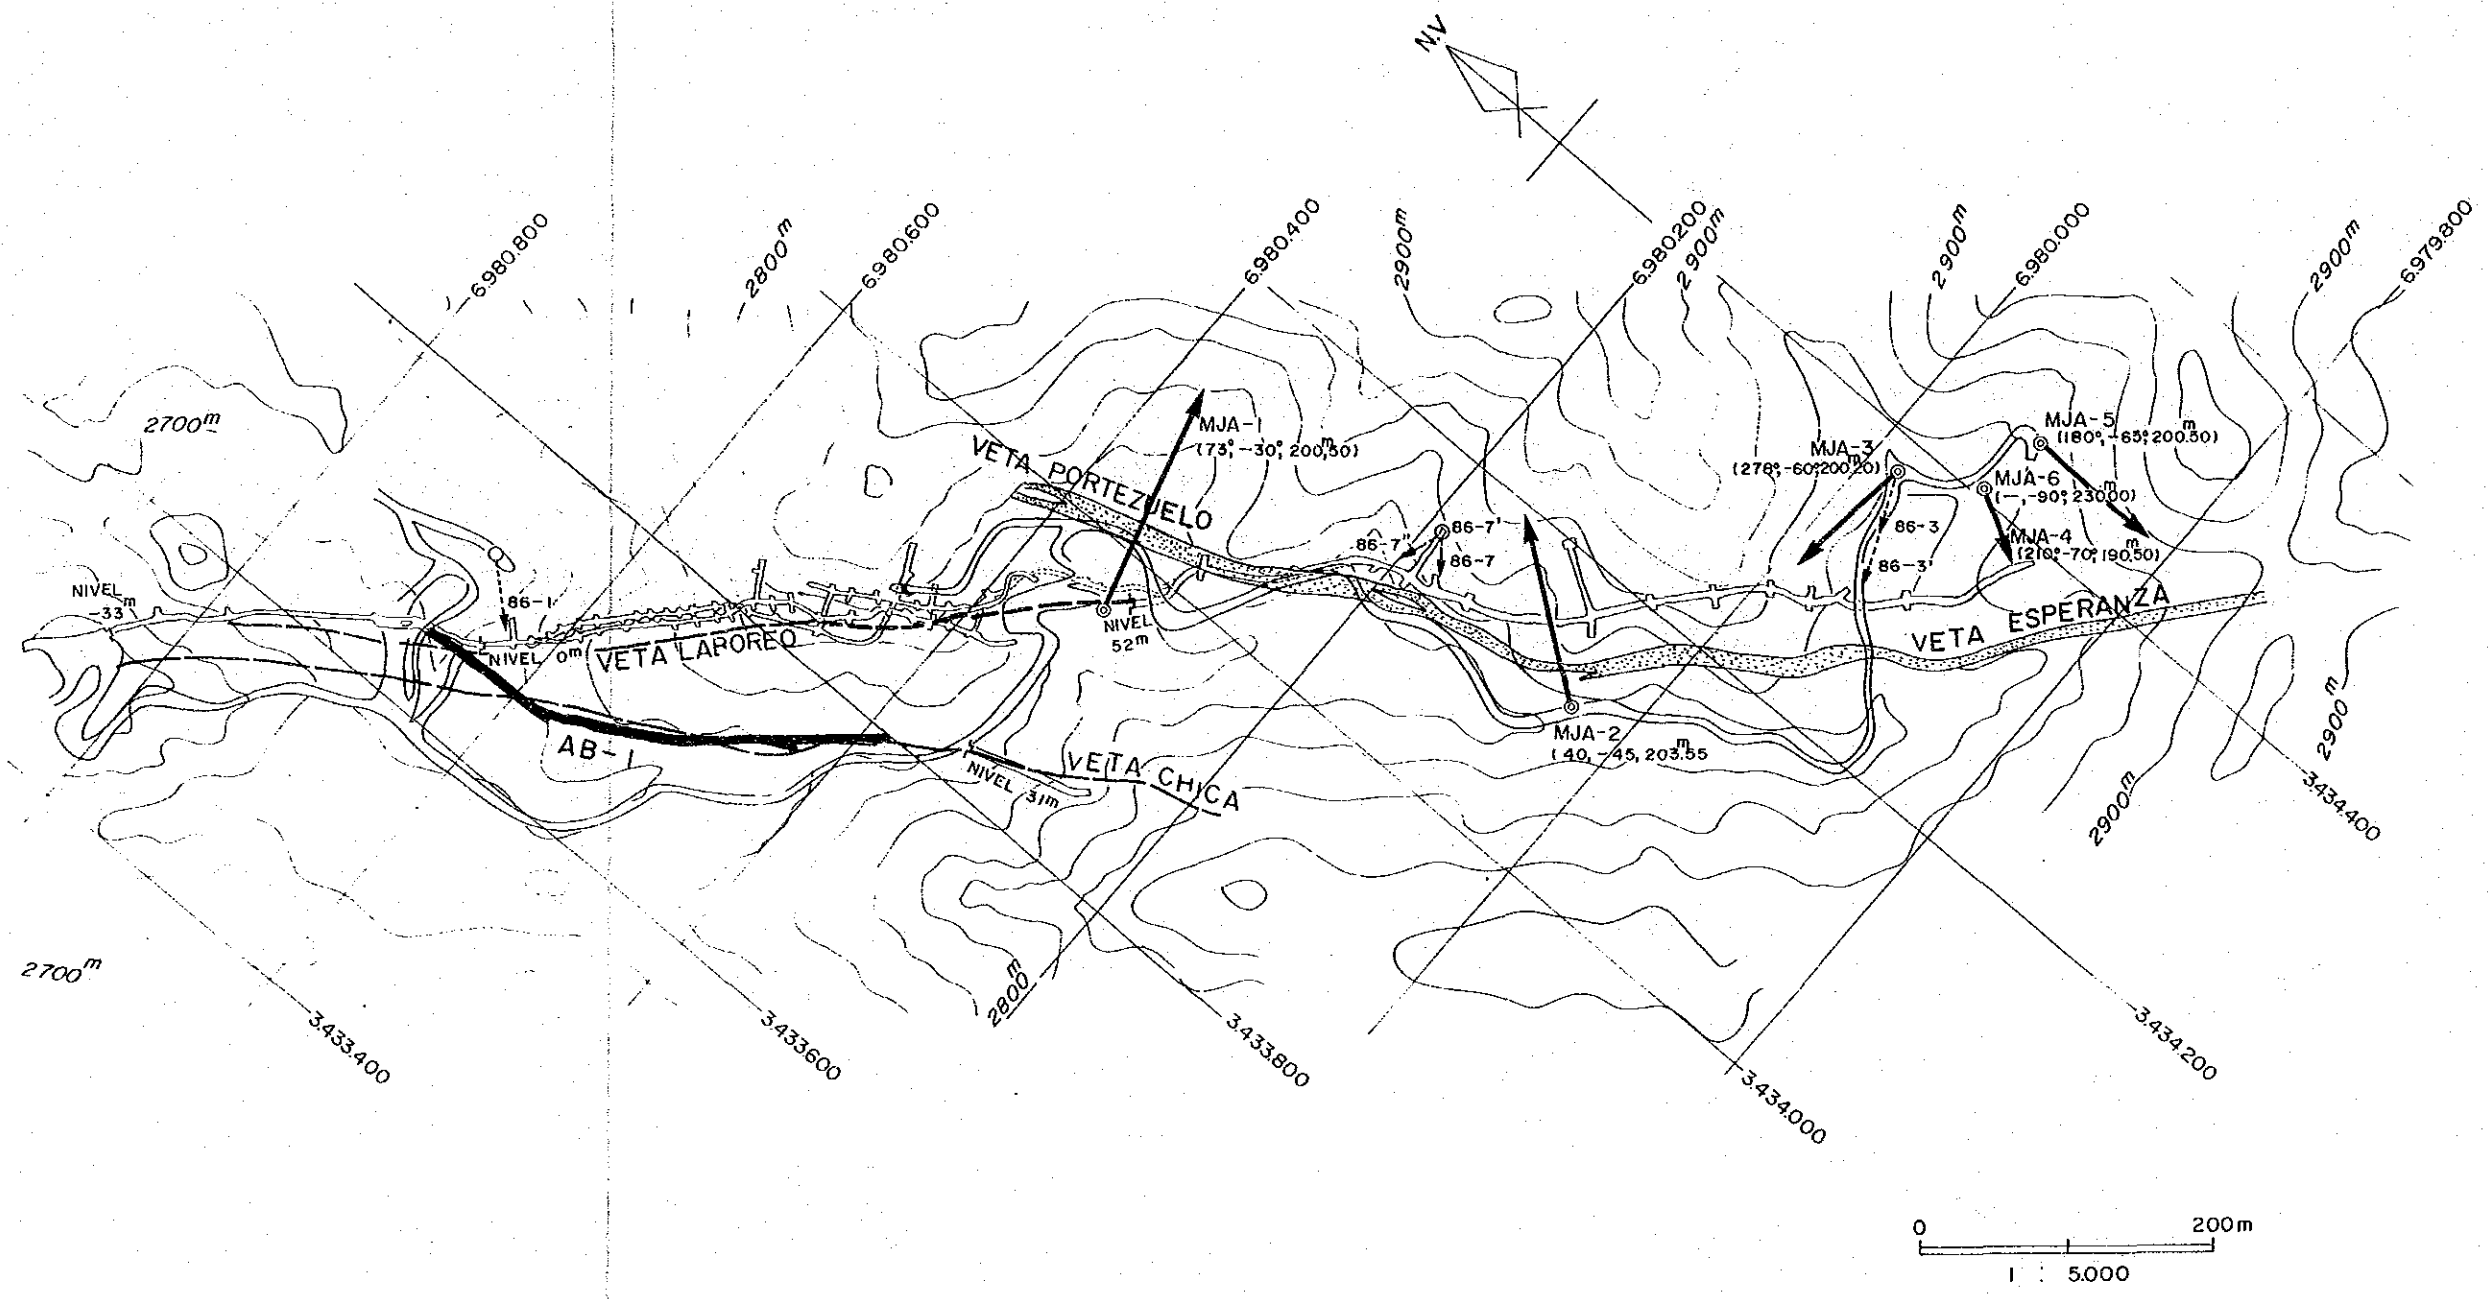 N.V
6.980.800
2800m
6.980.600
6.980.400
2900m
6.980.200
2900m
2900m
6.980.000
2900m
6.979.800
2700m
MJA-1
(73°, -30°, 200,50)m
VETA PORTEZUELO
MJA-3
(278°, -60°, 200.20)m
MJA-5
(180°, -65°, 200.50)m
MJA-6
(—, -90°, 230.00)m
MJA-4
(210°, -70°, 190.50)m
86-7'
86-7"
86-7
86-3
86-3'
NIVEL
-33m
86-1
NIVEL 0m
VETA LAPOREO
NIVEL
52m
VETA ESPERANZA
AB-1
MJA-2
(40, -45, 203.55m
NIVEL 31m
VETA CHICA
2900m
3.434.400
2900m
2700m
2800m
3.433.400
3.433.600
3.433.800
3.434.000
3.434.200
0 200m
1 : 5.000